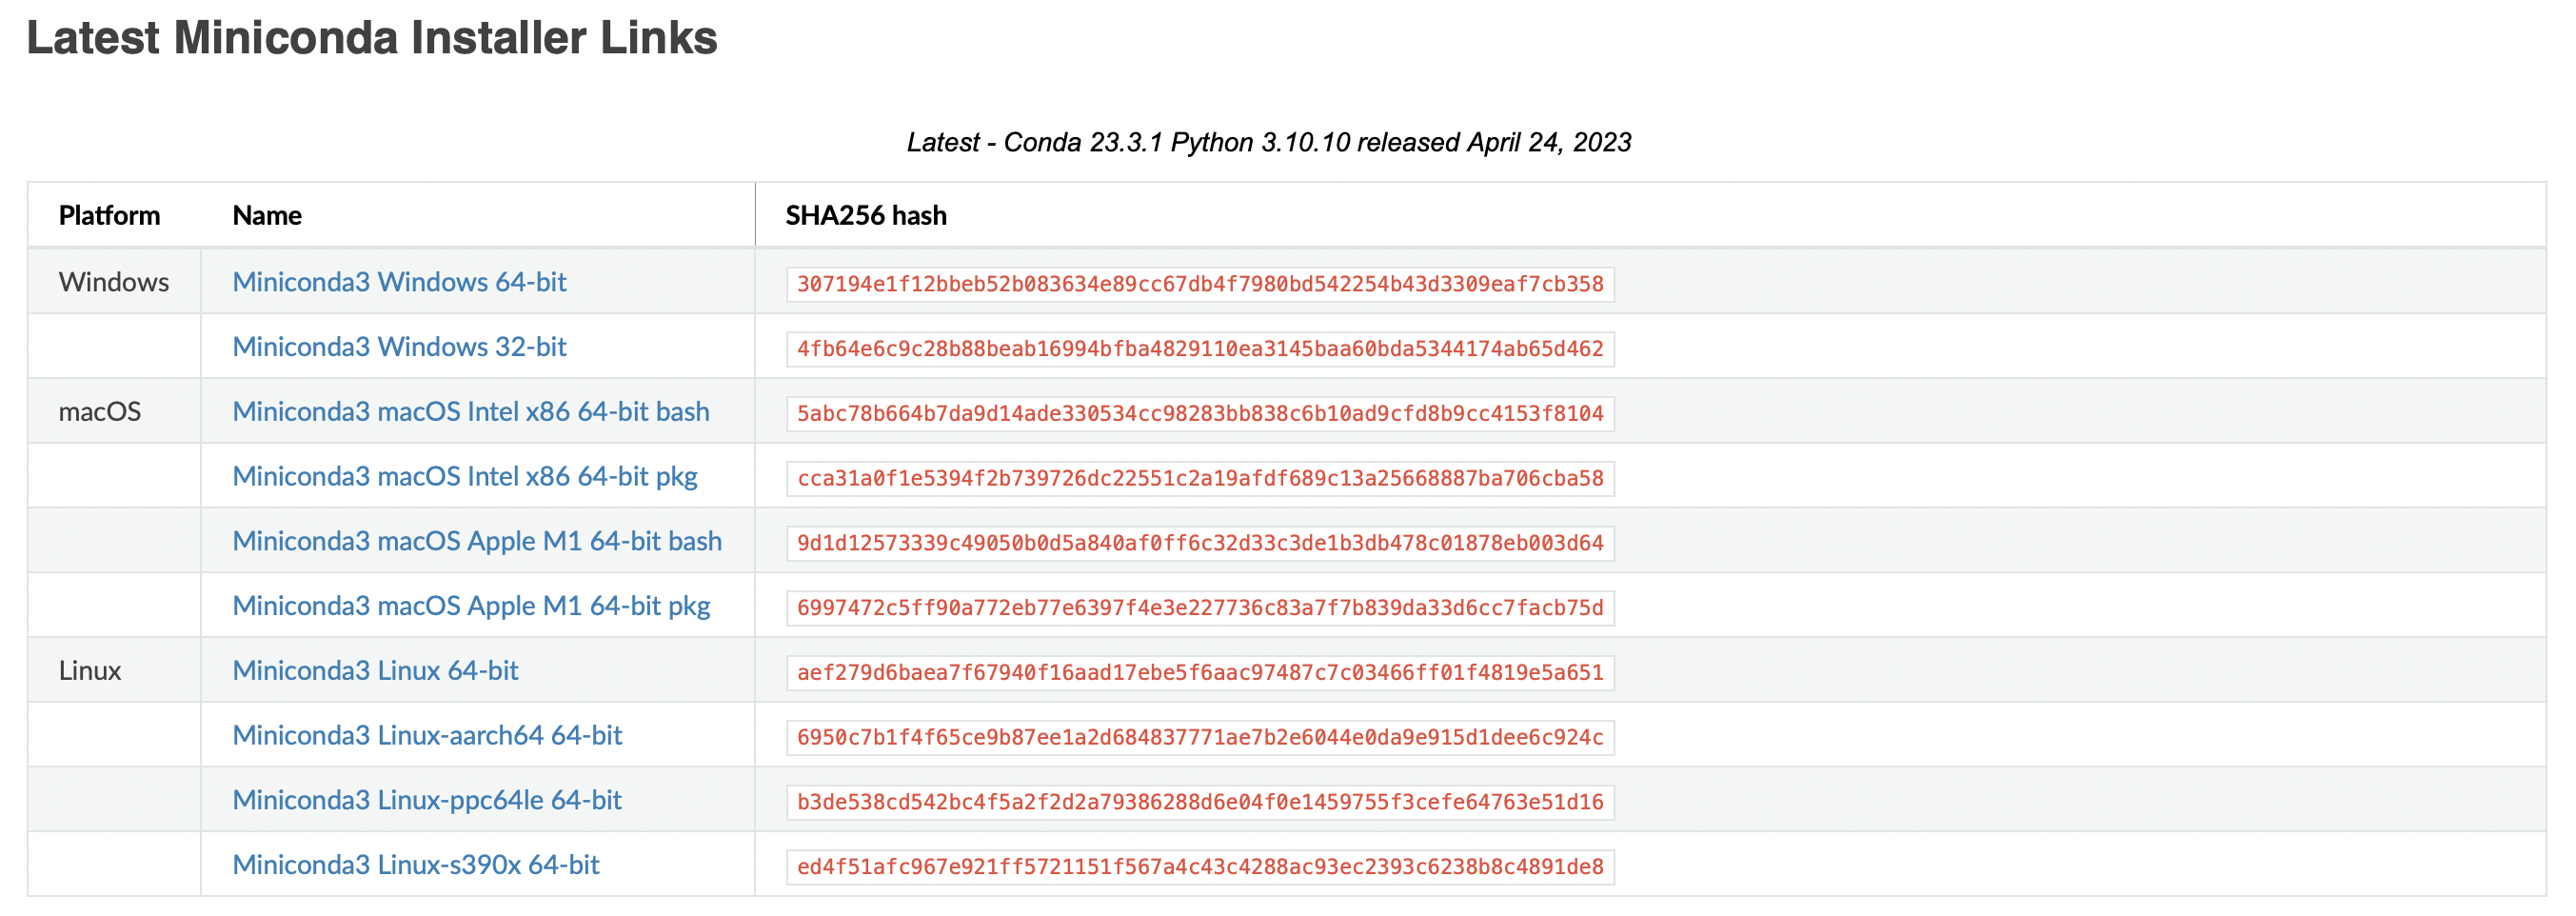 Latest Miniconda Installer Links
Latest - Conda 23.3.1 Python 3.10.10 released April 24, 2023
Platform Name SHA256 hash
Windows Miniconda3 Windows 64-bit 307194e1f12bbeb52b083634e89cc67db4f7980bd542254b43d3309eaf7cb358
Miniconda3 Windows 32-bit 4fb64e6c9c28b88beab16994bfba4829110ea3145baa60bda5344174ab65d462
macOS Miniconda3 macOS Intel x86 64-bit bash 5abc78b664b7da9d14ade330534cc98283bb838c6b10ad9cfd8b9cc4153f8104
Miniconda3 macOS Intel x86 64-bit pkg cca31a0f1e5394f2b739726dc22551c2a19afdf689c13a25668887ba706cba58
Miniconda3 macOS Apple M1 64-bit bash 9d1d12573339c49050b0d5a840af0ff6c32d33c3de1b3db478c01878eb003d64
Miniconda3 macOS Apple M1 64-bit pkg 6997472c5ff90a772eb77e6397f4e3e227736c83a7f7b839da33d6cc7facb75d
Linux Miniconda3 Linux 64-bit aef279d6baea7f67940f16aad17ebe5f6aac97487c7c03466ff01f4819e5a651
Miniconda3 Linux-aarch64 64-bit 6950c7b1f4f65ce9b87ee1a2d684837771ae7b2e6044e0da9e915d1dee6c924c
Miniconda3 Linux-ppc64le 64-bit b3de538cd542bc4f5a2f2d2a79386288d6e04f0e1459755f3cefe64763e51d16
Miniconda3 Linux-s390x 64-bit ed4f51afc967e921ff5721151f567a4c43c4288ac93ec2393c6238b8c4891de8